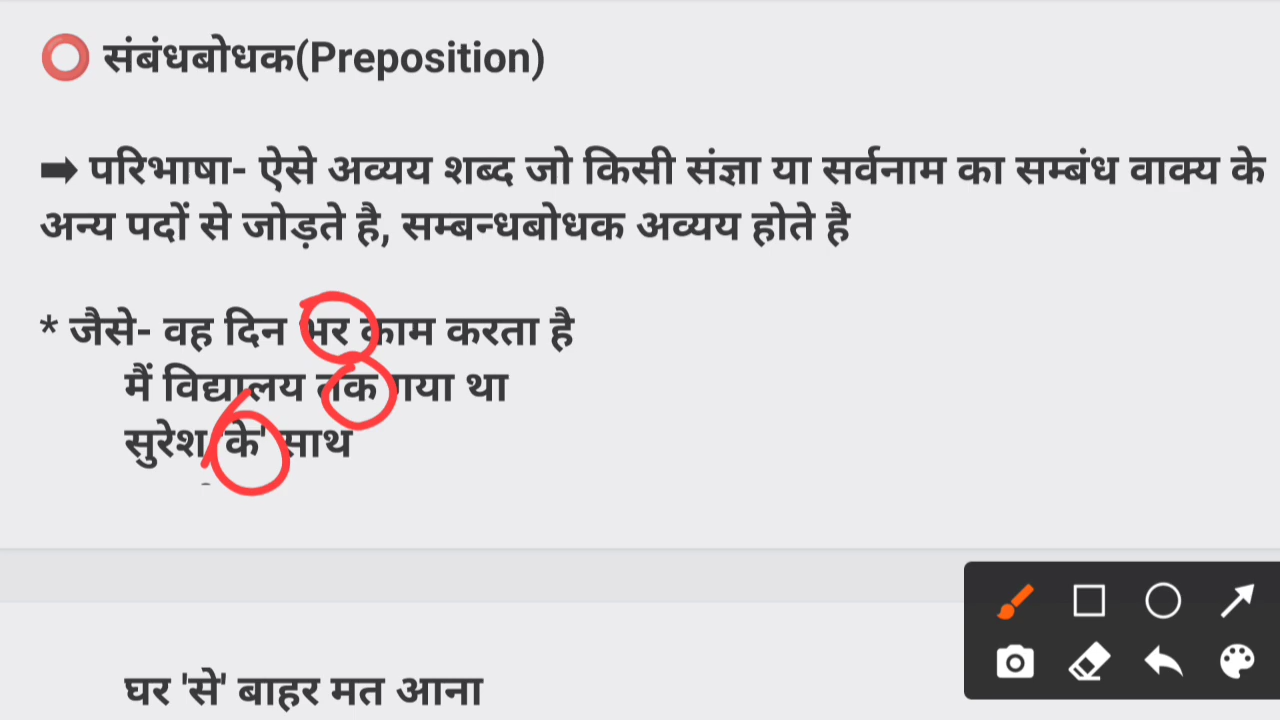 संबंधबोधक(Preposition)
➡ परिभाषा- ऐसे अव्यय शब्द जो किसी संज्ञा या सर्वनाम का सम्बंध वाक्य के
अन्य पदों से जोड़ते है, सम्बन्धबोधक अव्यय होते है
* जैसे- वह दिन भर काम करता है
मैं विद्यालय तक गया था
सुरेश 'के' साथ
घर 'से' बाहर मत आना